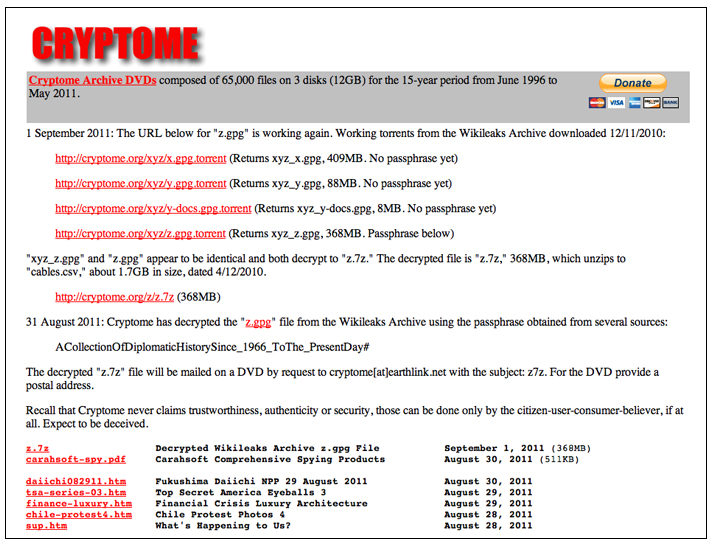 CRYPTOME
Cryptome Archive DVDs composed of 65,000 files on 3 disks (12GB) for the 15-year period from June 1996 to
May 2011.
Donate
VISA
BANK
1 September 2011: The URL below for "z.gpg" is working again. Working torrents from the Wikileaks Archive downloaded 12/11/2010:
http://cryptome.org/xyz/x.gpg.torrent (Returns xyz_x.gpg, 409MB. No passphrase yet)
http://cryptome.org/xyz/y.gpg.torrent (Returns xyz_y.gpg, 88MB. No passphrase yet)
http://cryptome.org/xyz/y-docs.gpg.torrent (Returns xyz_y-docs.gpg, 8MB. No passphrase yet)
http://cryptome.org/xyz/z.gpg.torrent (Returns xyz_z.gpg, 368MB. Passphrase below)
"xyz_z.gpg" and "z.gpg" appear to be identical and both decrypt to "z.7z." The decrypted file is "z.7z," 368MB, which unzips to
"cables.csv," about 1.7GB in size, dated 4/12/2010.
http://cryptome.org/z/z.7z (368MB)
31 August 2011: Cryptome has decrypted the "z.gpg" file from the Wikileaks Archive using the passphrase obtained from several sources:
ACollectionOfDiplomaticHistorySince_1966_ToThe_PresentDay#
The decrypted "z.7z" file will be mailed on a DVD by request to cryptome[at]earthlink.net with the subject: z7z. For the DVD provide a
postal address.
Recall that Cryptome never claims trustworthiness, authenticity or security, those can be done only by the citizen-user-consumer-believer, if at
all. Expect to be deceived.
z.7z Decrypted Wikileaks Archive z.gpg File September 1, 2011 (368MB)
carahsoft-spy.pdf Carahsoft Comprehensive Spying Products August 30, 2011 (511KB)
daiichi082911.htm Fukushima Daiichi NPP 29 August 2011 August 30, 2011
tsa-series-03.htm Top Secret America Eyeballs 3 August 29, 2011
finance-luxury.htm Financial Crisis Luxury Architecture August 29, 2011
chile-protest4.htm Chile Protest Photos 4 August 28, 2011
sup.htm What's Happening to Us? August 28, 2011